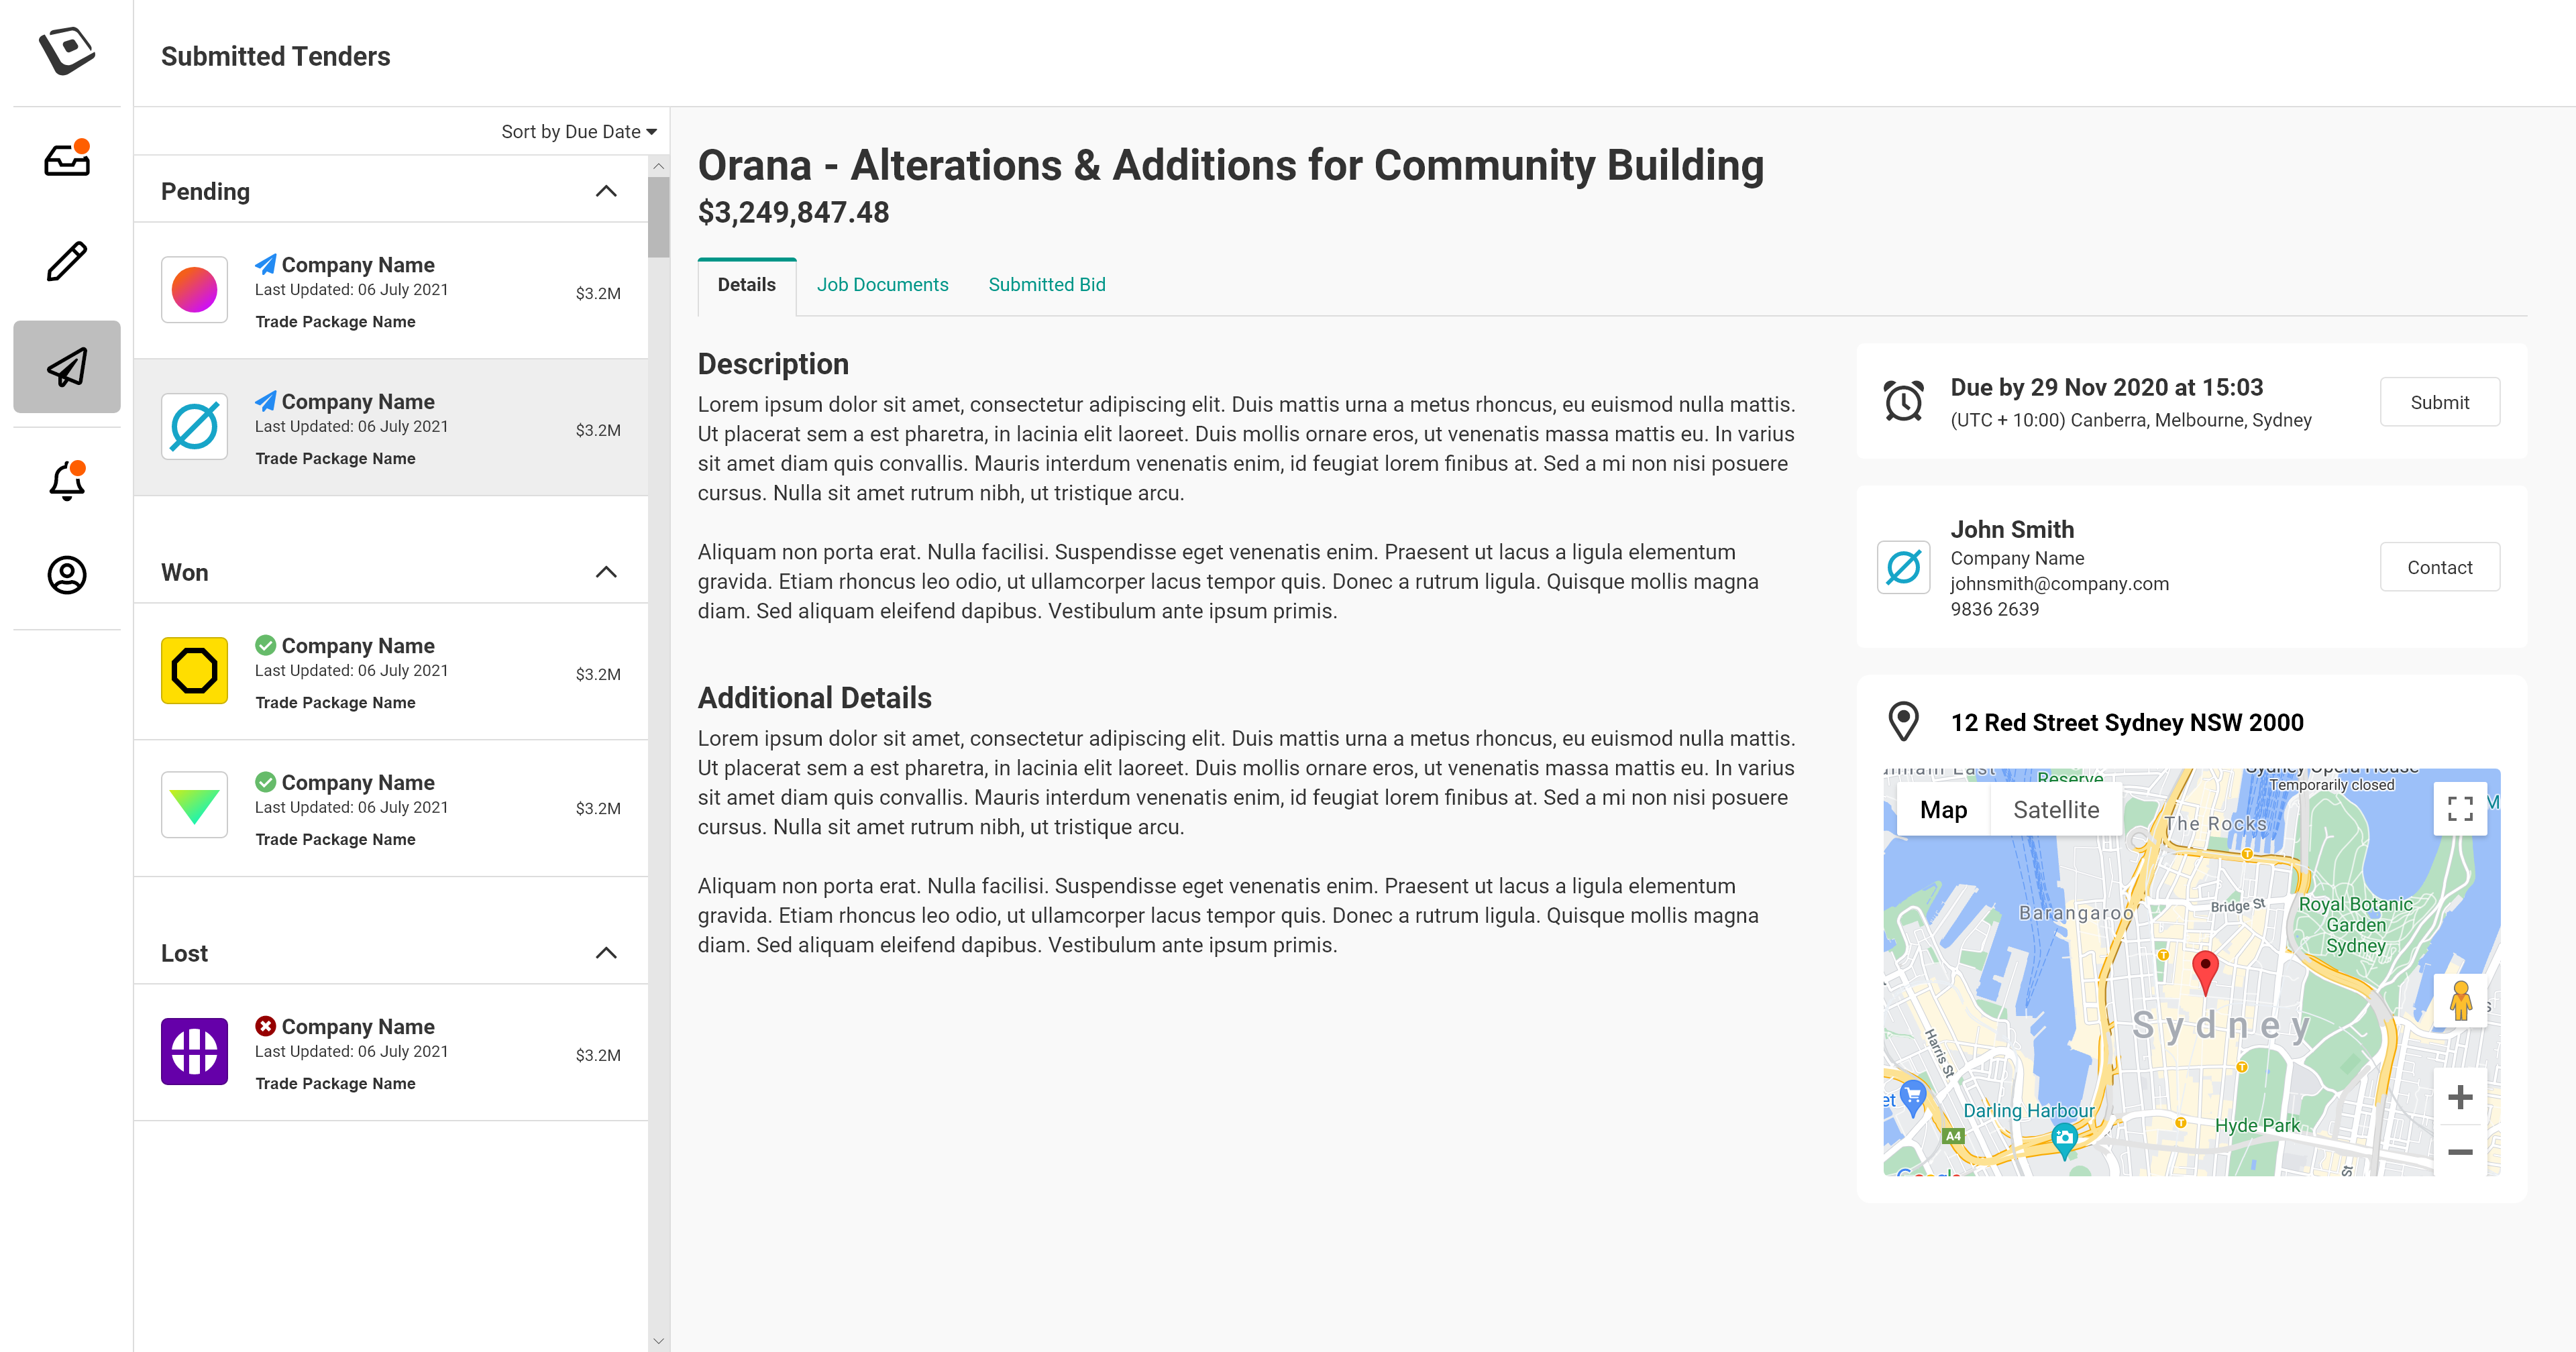 Submitted Tenders
Sort by Due Date
Pending
Company Name
Last Updated: 06 July 2021
Trade Package Name
$3.2M
Company Name
Last Updated: 06 July 2021
Trade Package Name
$3.2M
Won
Company Name
Last Updated: 06 July 2021
Trade Package Name
$3.2M
Company Name
Last Updated: 06 July 2021
Trade Package Name
$3.2M
Lost
Company Name
Last Updated: 06 July 2021
Trade Package Name
$3.2M
Orana - Alterations & Additions for Community Building
$3,249,847.48
Details Job Documents Submitted Bid
Description
Lorem ipsum dolor sit amet, consectetur adipiscing elit. Duis mattis urna a metus rhoncus, eu euismod nulla mattis.
Ut placerat sem a est pharetra, in lacinia elit laoreet. Duis mollis ornare eros, ut venenatis massa mattis eu. In varius
sit amet diam quis convallis. Mauris interdum venenatis enim, id feugiat lorem finibus at. Sed a mi non nisi posuere
cursus. Nulla sit amet rutrum nibh, ut tristique arcu.
Aliquam non porta erat. Nulla facilisi. Suspendisse eget venenatis enim. Praesent ut lacus a ligula elementum
gravida. Etiam rhoncus leo odio, ut ullamcorper lacus tempor quis. Donec a rutrum ligula. Quisque mollis magna
diam. Sed aliquam eleifend dapibus. Vestibulum ante ipsum primis.
Additional Details
Lorem ipsum dolor sit amet, consectetur adipiscing elit. Duis mattis urna a metus rhoncus, eu euismod nulla mattis.
Ut placerat sem a est pharetra, in lacinia elit laoreet. Duis mollis ornare eros, ut venenatis massa mattis eu. In varius
sit amet diam quis convallis. Mauris interdum venenatis enim, id feugiat lorem finibus at. Sed a mi non nisi posuere
cursus. Nulla sit amet rutrum nibh, ut tristique arcu.
Aliquam non porta erat. Nulla facilisi. Suspendisse eget venenatis enim. Praesent ut lacus a ligula elementum
gravida. Etiam rhoncus leo odio, ut ullamcorper lacus tempor quis. Donec a rutrum ligula. Quisque mollis magna
diam. Sed aliquam eleifend dapibus. Vestibulum ante ipsum primis.
Due by 29 Nov 2020 at 15:03
(UTC + 10:00) Canberra, Melbourne, Sydney
Submit
John Smith
Company Name
johnsmith@company.com
9836 2639
Contact
12 Red Street Sydney NSW 2000
Reserve
Sydney Opera House
Temporarily closed
Map Satellite
The Rocks
Barangaroo
Bridge St
Royal Botanic
Garden
Sydney
Sydney
Harris St
Darling Harbour
A4
Hyde Park
St